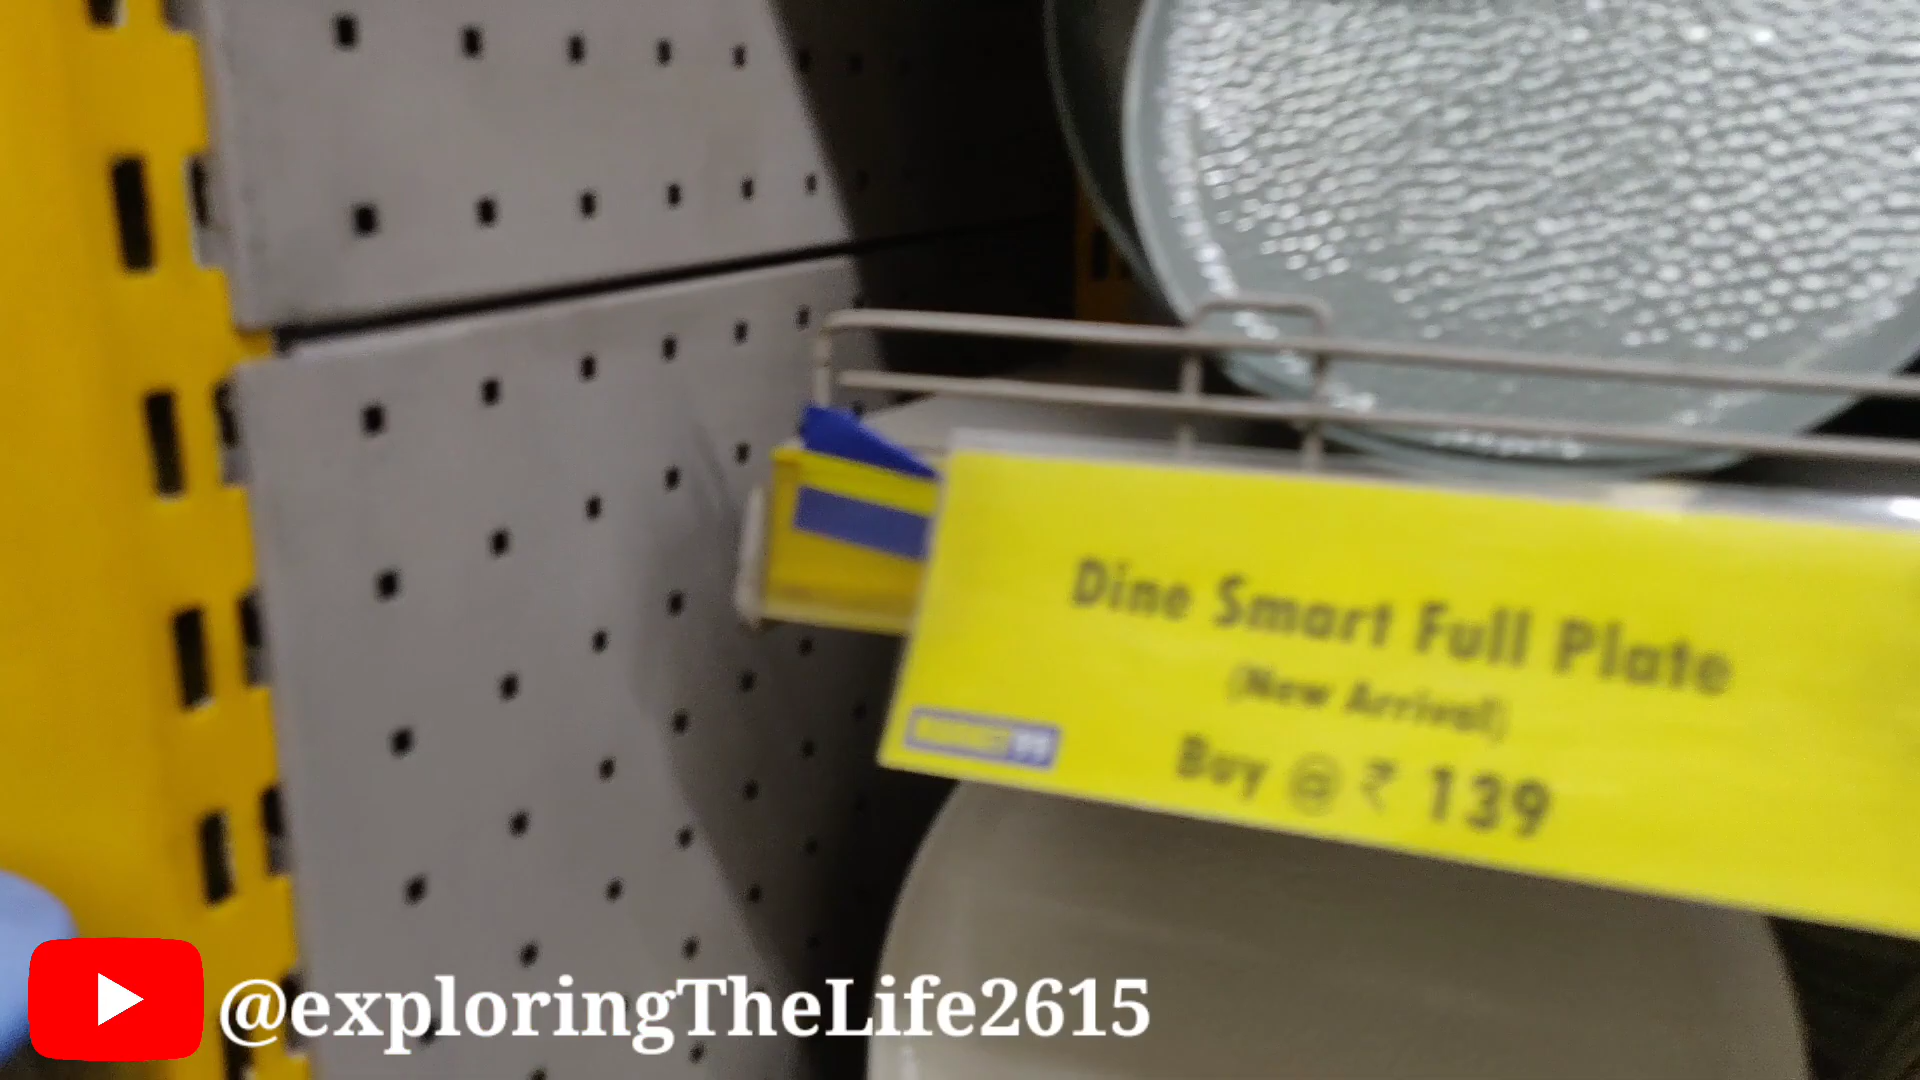 Dine Smart Full Plate
(New Arrival)
Buy @ ₹ 139
@exploringTheLife2615